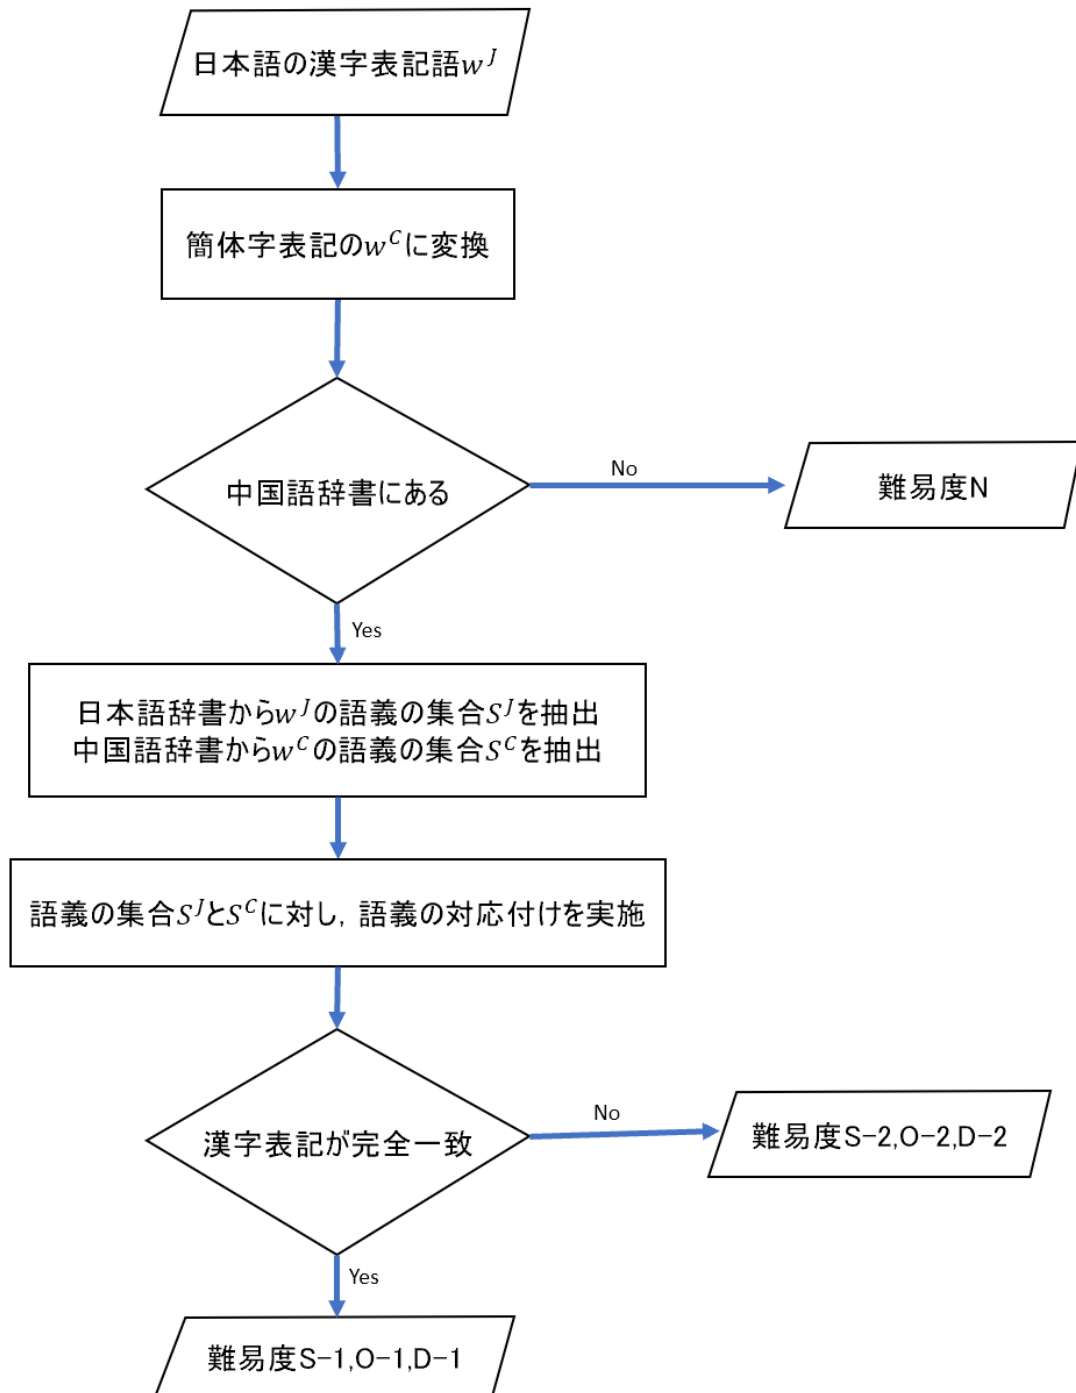 日本語の漢字表記語w^J
簡体字表記のw^Cに変換
中国語辞書にある
No
難易度N
Yes
日本語辞書からw^Jの語義の集合S^Jを抽出
中国語辞書からw^Cの語義の集合S^Cを抽出
語義の集合S^JとS^Cに対し，語義の対応付けを実施
漢字表記が完全一致
No
難易度S-2,O-2,D-2
Yes
難易度S-1,O-1,D-1